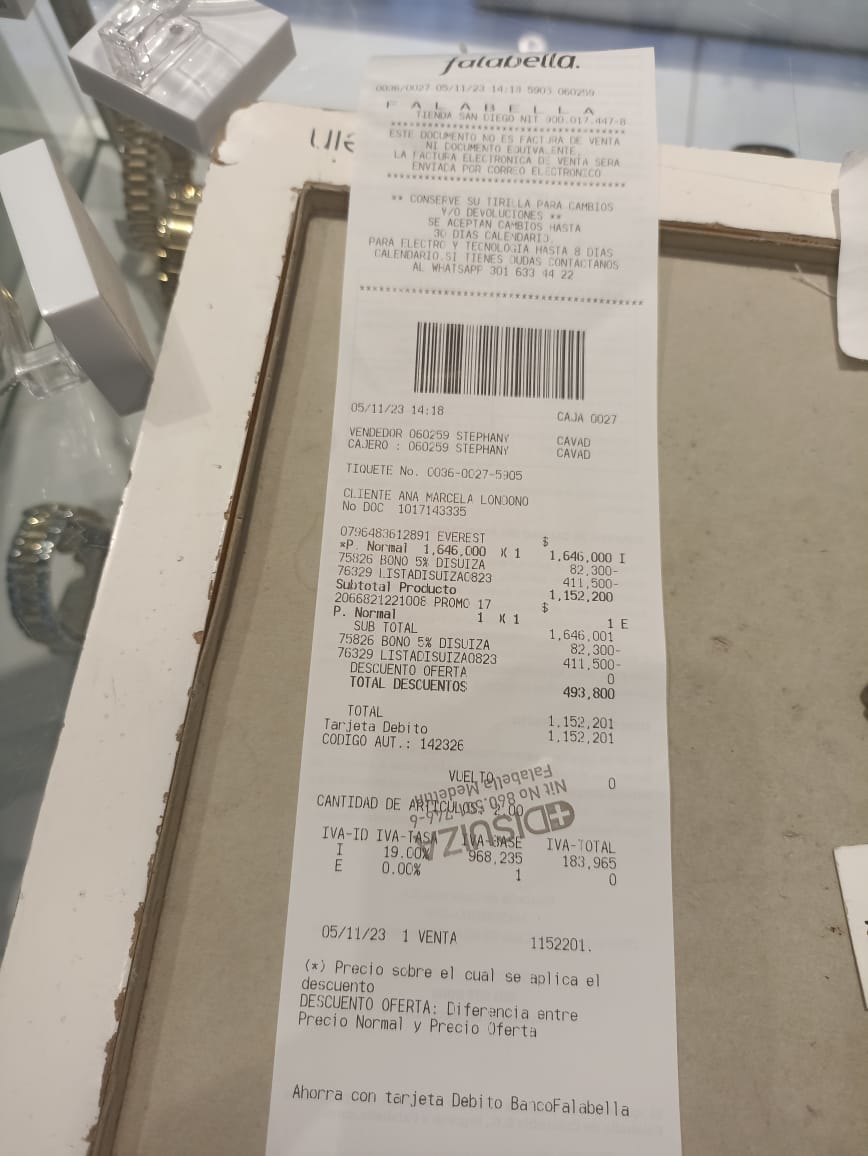 falabella.
0036/0027 05/11/23 14:18 5905 060259
F A L A B E L L A
TIENDA SAN DIEGO NIT 900.017.447-8
********************************
ESTE DOCUMENTO NO ES FACTURA DE VENTA
NI DOCUMENTO EQUIVALENTE.
LA FACTURA ELECTRONICA DE VENTA SERA
ENVIADA POR CORREO ELECTRONICO
********************************
** CONSERVE SU TIRILLA PARA CAMBIOS
Y/O DEVOLUCIONES **
SE ACEPTAN CAMBIOS HASTA
30 DIAS CALENDARIO.
PARA ELECTRO Y TECNOLOGIA HASTA 8 DIAS
CALENDARIO.SI TIENES DUDAS CONTACTANOS
AL WHATSAPP 301 633 44 22
****************************************
05/11/23 14:18 CAJA 0027
VENDEDOR 060259 STEPHANY CAVAD
CAJERO : 060259 STEPHANY CAVAD
TIQUETE No. 0036-0027-5905
CLIENTE ANA MARCELA LONDONO
No DOC 1017143335
0796483612891 EVEREST $
*P. Normal 1,646,000 X 1 1,646,000 I
75826 BONO 5% DISUIZA 82,300-
76329 LISTADISUIZA0823 411,500-
Subtotal Producto 1,152,200
2066821221008 PROMO 17 $
P. Normal 1 X 1 1 E
SUB TOTAL 1,646,001
75826 BONO 5% DISUIZA 82,300-
76329 LISTADISUIZA0823 411,500-
DESCUENTO OFERTA 0
TOTAL DESCUENTOS 493,800
TOTAL 1,152,201
Tarjeta Debito 1,152,201
CODIGO AUT.: 142326
VUELTO 0
CANTIDAD DE ARTICULOS: 2.00
DISUIZA
Falabella Medellin
IVA-ID IVA-TASA IVA-BASE IVA-TOTAL
I 19.00% 968,235 183,965
E 0.00% 1 0
05/11/23 1 VENTA 1152201.
(*) Precio sobre el cual se aplica el
descuento
DESCUENTO OFERTA: Diferencia entre
Precio Normal y Precio Oferta
Ahorra con tarjeta Debito BancoFalabella